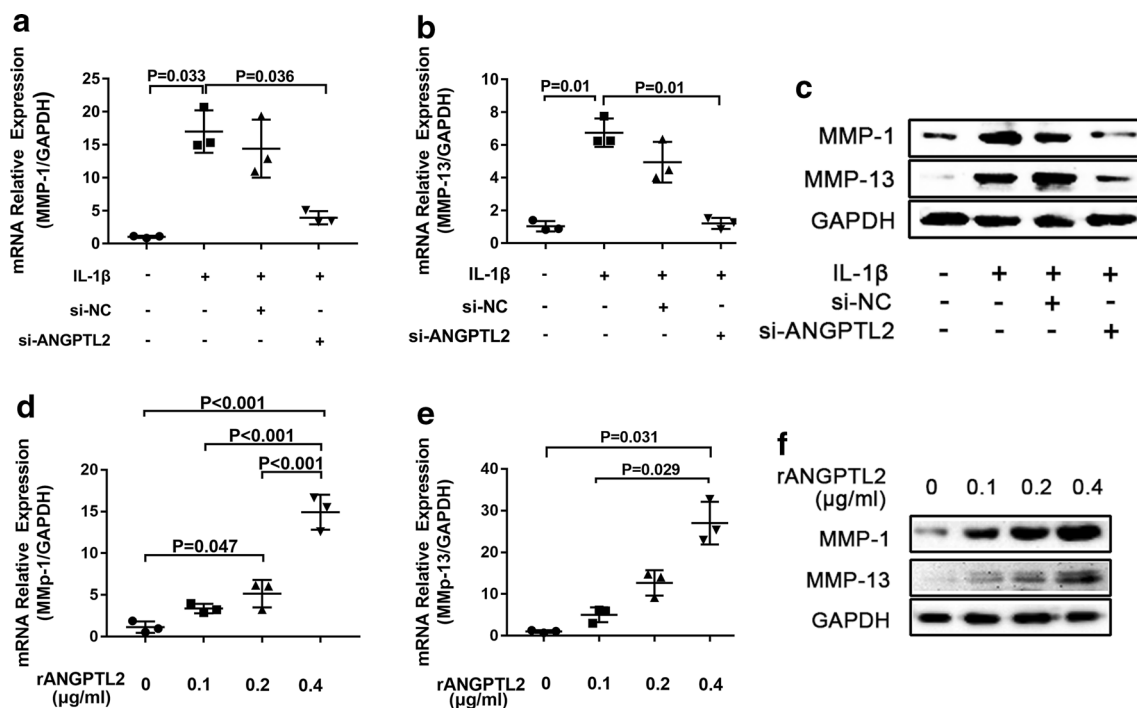 a
mRNA Relative Expression
(MMP-1/GAPDH)
25
20
15
10
5
0
P=0.033
P=0.036
IL-1β - + + +
si-NC - - + -
si-ANGPTL2 - - - +
b
mRNA Relative Expression
(MMP-13/GAPDH)
8
6
4
2
0
P=0.01
P=0.01
IL-1β - + + +
si-NC - - + -
si-ANGPTL2 - - - +
c
MMP-1
MMP-13
GAPDH
IL-1β - + + +
si-NC - - + -
si-ANGPTL2 - - - +
d
mRNA Relative Expression
(MMp-1/GAPDH)
20
15
10
5
0
P<0.001
P<0.001
P<0.001
P=0.047
rANGPTL2 0 0.1 0.2 0.4
(μg/ml)
e
mRNA Relative Expression
(MMp-13/GAPDH)
40
30
20
10
0
P=0.031
P=0.029
rANGPTL2 0 0.1 0.2 0.4
(μg/ml)
f
rANGPTL2 0 0.1 0.2 0.4
(μg/ml)
MMP-1
MMP-13
GAPDH